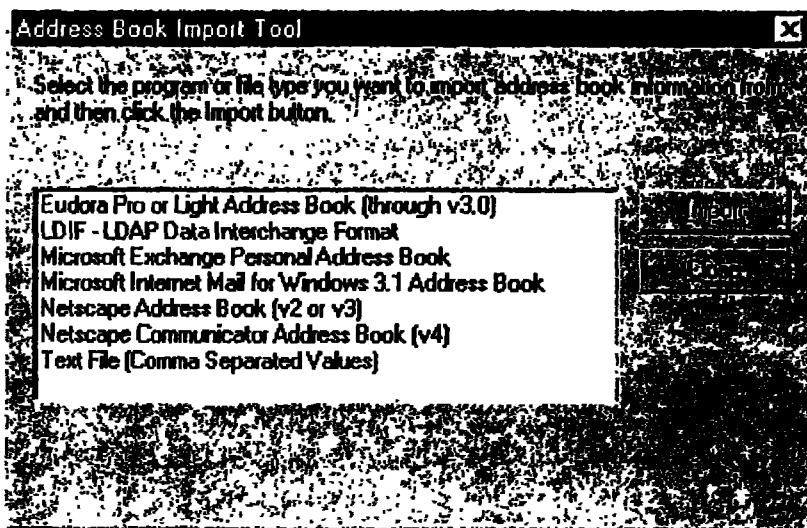 Address Book Import Tool
Select the program or file type you want to import address book information from,
and then click the Import button.
Eudora Pro or Light Address Book (through v3.0)
LDIF - LDAP Data Interchange Format
Microsoft Exchange Personal Address Book
Microsoft Internet Mail for Windows 3.1 Address Book
Netscape Address Book (v2 or v3)
Netscape Communicator Address Book (v4)
Text File (Comma Separated Values)
Import
Close